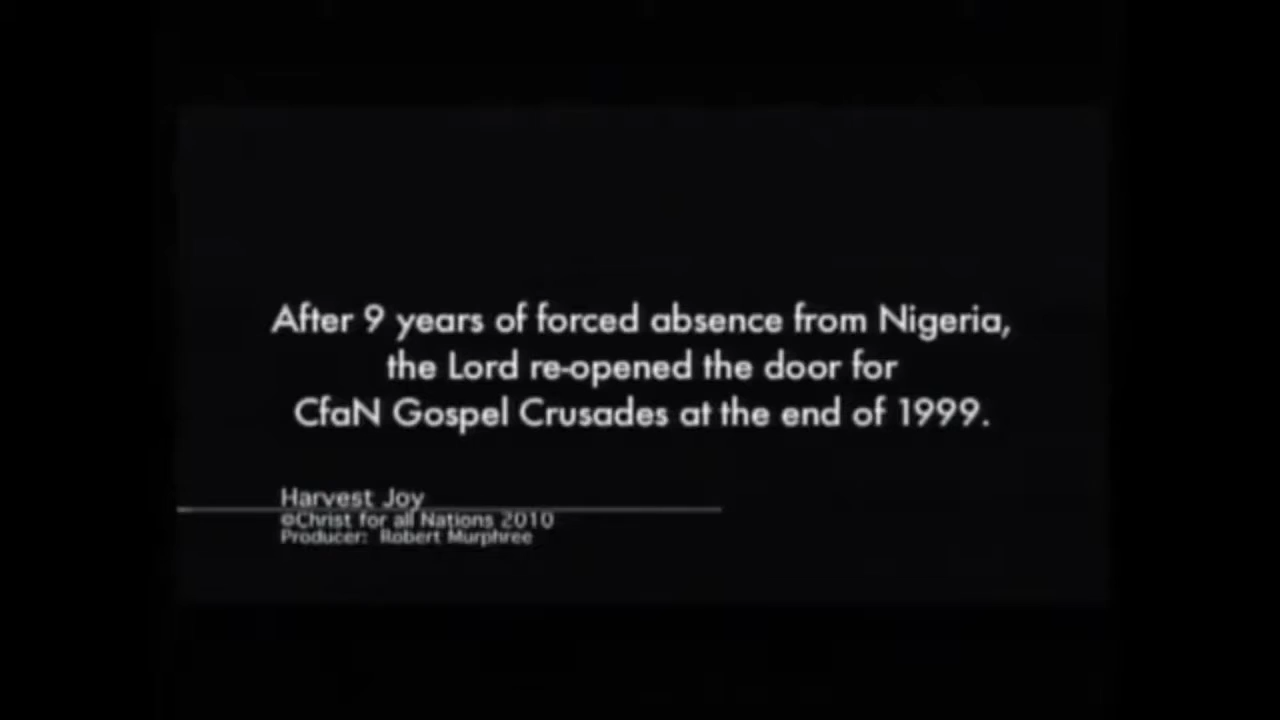 After 9 years of forced absence from Nigeria,
the Lord re-opened the door for
CfaN Gospel Crusades at the end of 1999.
Harvest Joy
©Christ for all Nations 2010
Producer: Robert Murphree